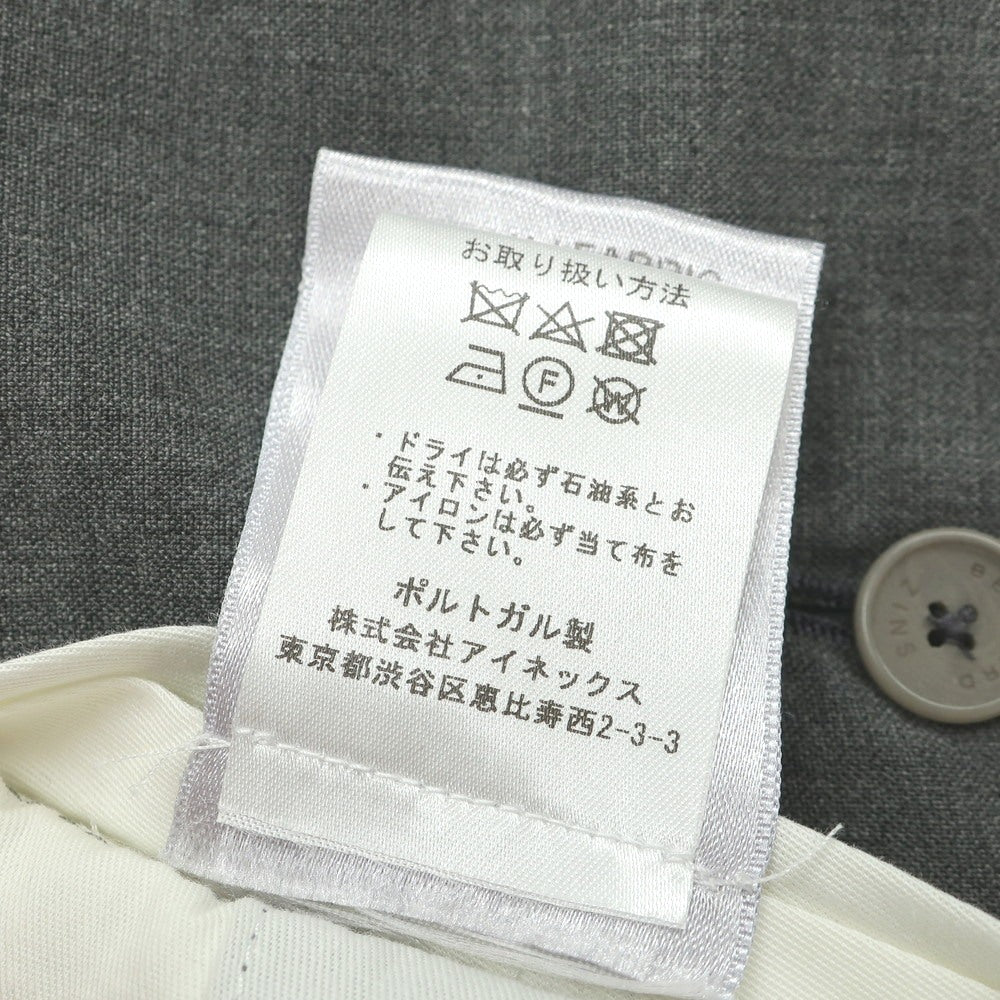 お取り扱い方法
F
W
・ドライは必ず石油系とお
伝え下さい。
・アイロンは必ず当て布を
して下さい。
ポルトガル製
株式会社アイネックス
東京都渋谷区恵比寿西2-3-3